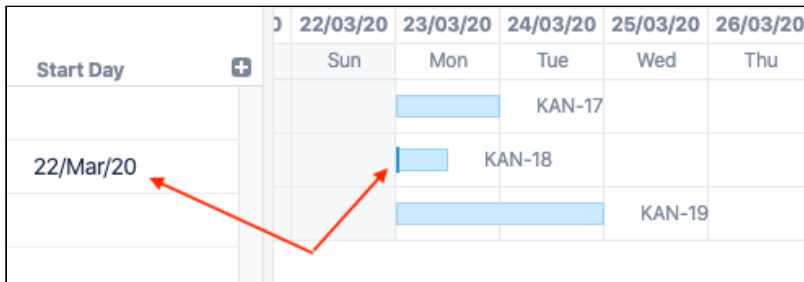 22/03/20 23/03/20 24/03/20 25/03/20 26/03/20
Start Day Sun Mon Tue Wed Thu
KAN-17
22/Mar/20 KAN-18
KAN-19